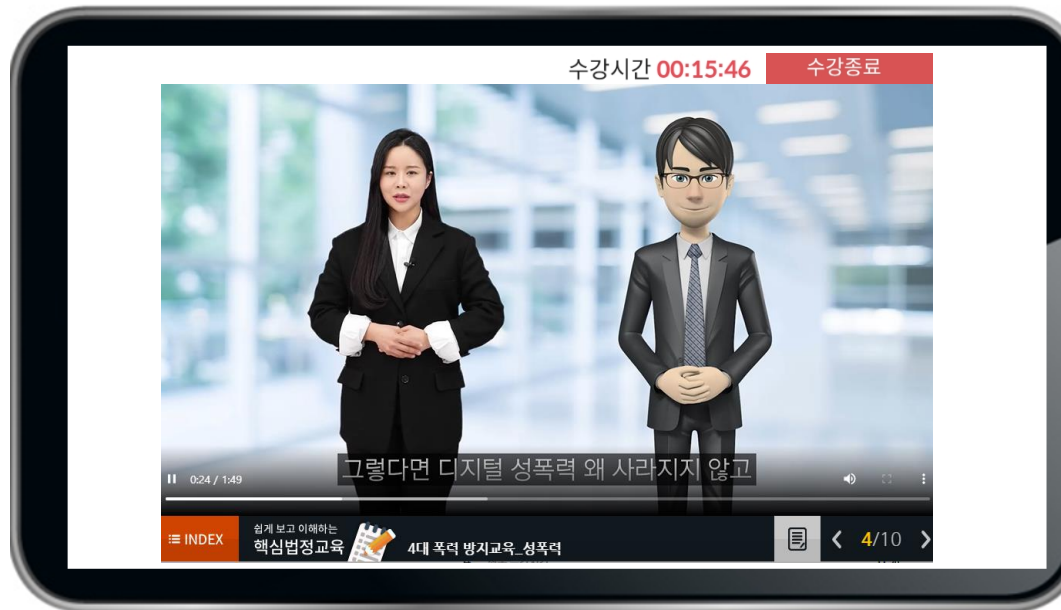 수강시간 00:15:46 수강종료
그렇다면 디지털 성폭력 왜 사라지지 않고
0:24 / 1:49
INDEX
쉽게 보고 이해하는
핵심법정교육
4대 폭력 방지교육_성폭력
4/10